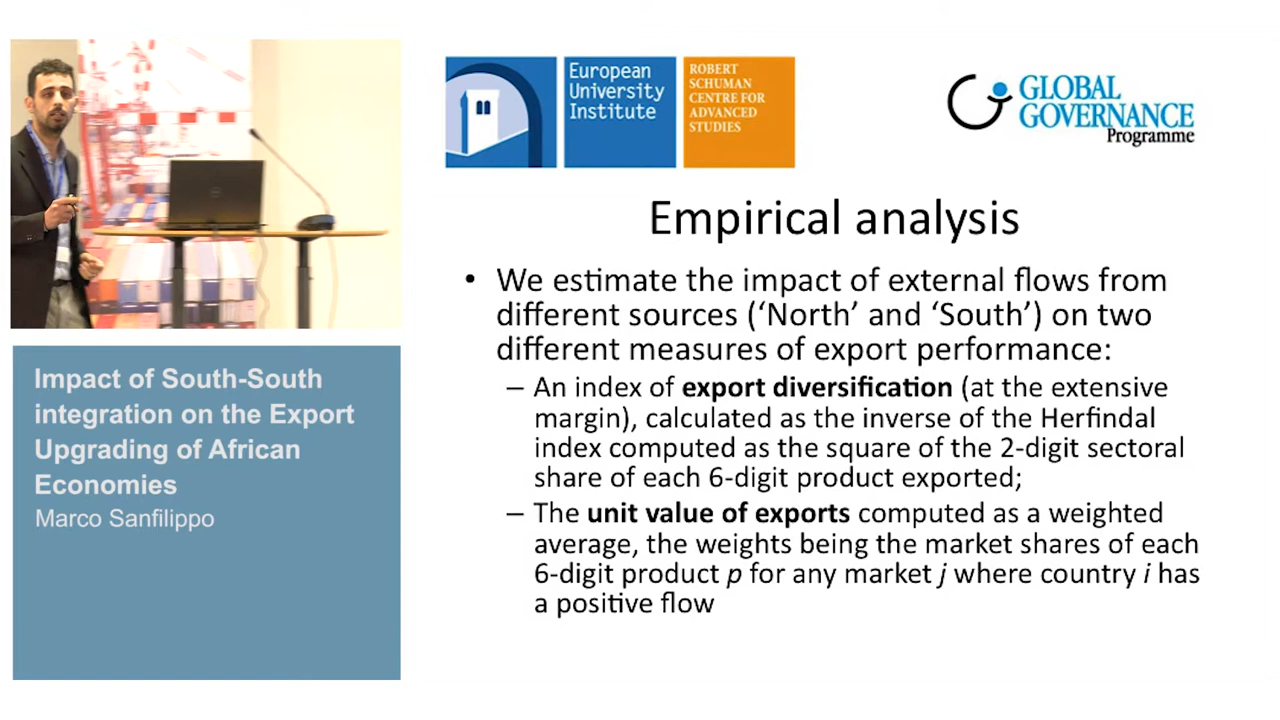 European
University
Institute
ROBERT
SCHUMAN
CENTRE FOR
ADVANCED
STUDIES
GLOBAL
GOVERNANCE
Programme
Empirical analysis
• We estimate the impact of external flows from
different sources (‘North’ and ‘South’) on two
different measures of export performance:
– An index of export diversification (at the extensive
margin), calculated as the inverse of the Herfindal
index computed as the square of the 2-digit sectoral
share of each 6-digit product exported;
– The unit value of exports computed as a weighted
average, the weights being the market shares of each
6-digit product p for any market j where country i has
a positive flow
Impact of South-South
integration on the Export
Upgrading of African
Economies
Marco Sanfilippo